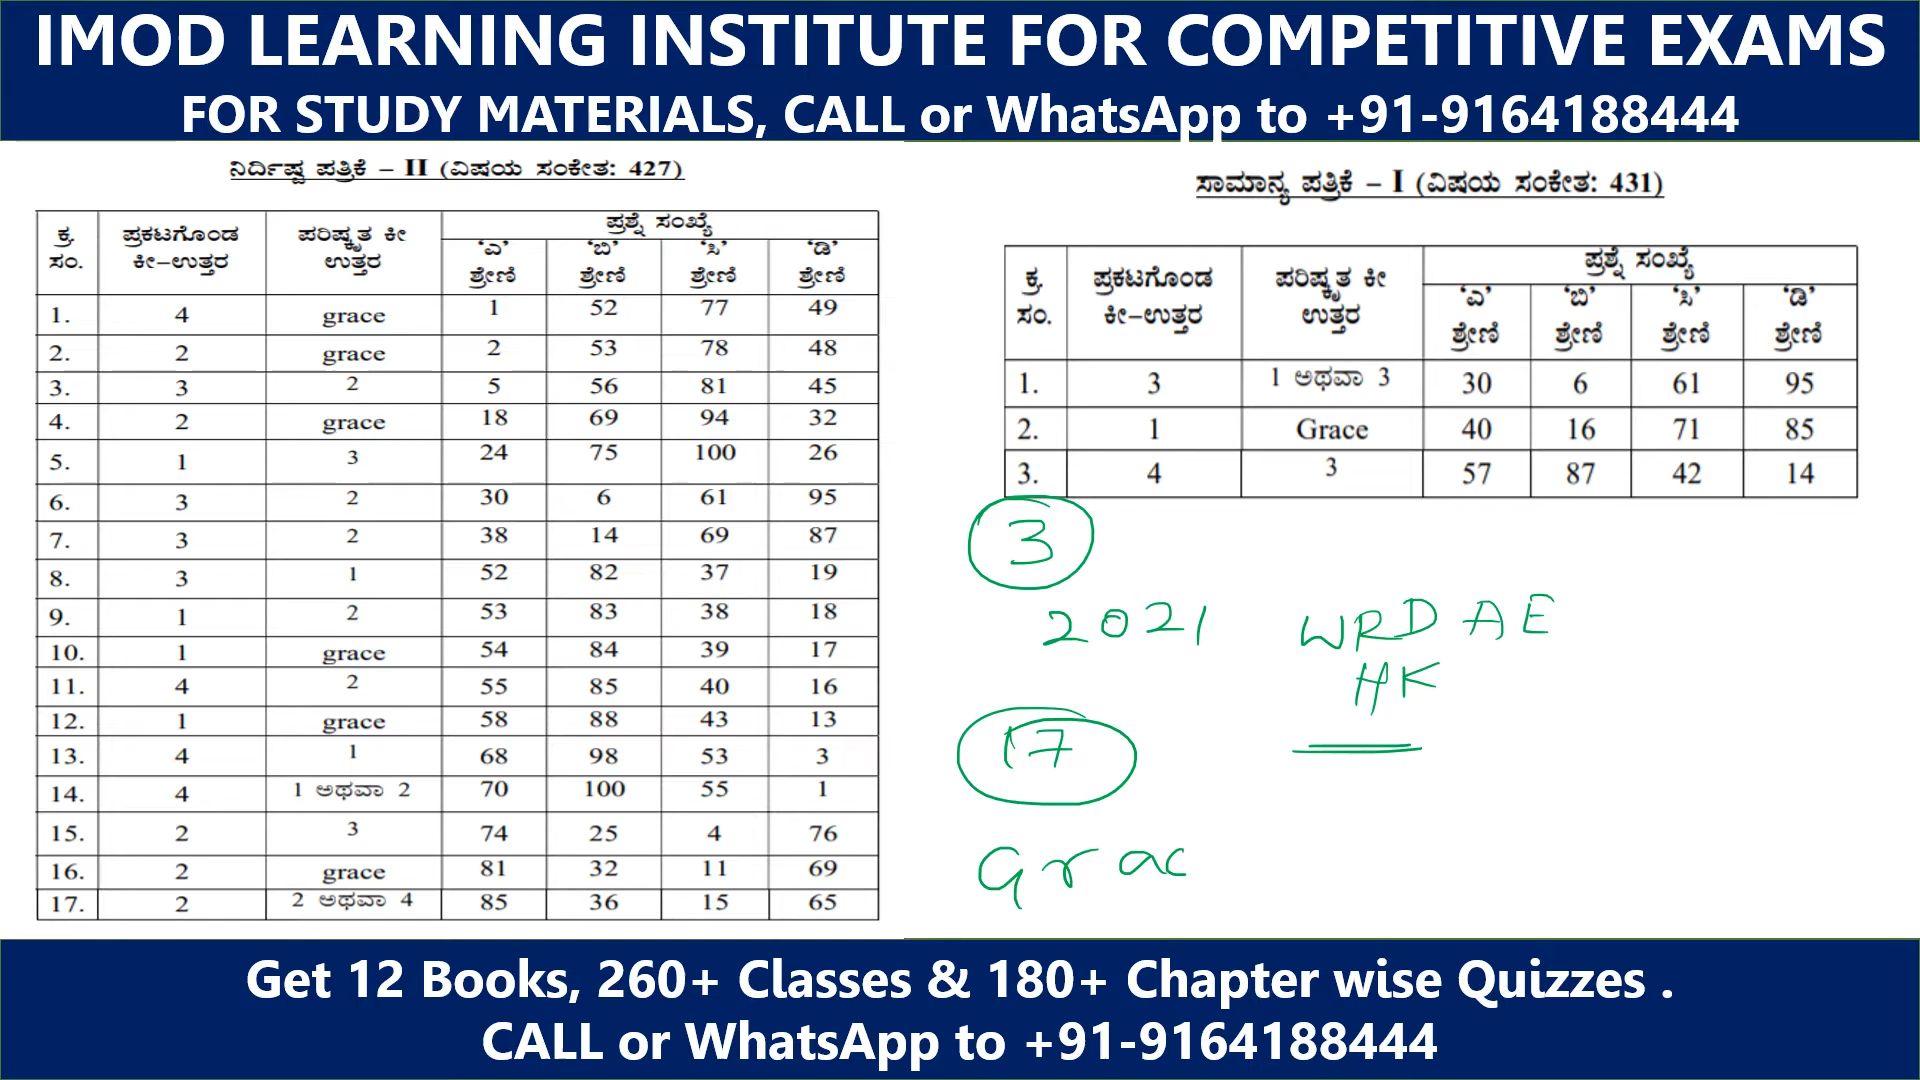 IMOD LEARNING INSTITUTE FOR COMPETITIVE EXAMS
FOR STUDY MATERIALS, CALL or WhatsApp to +91-9164188444
ನಿರ್ದಿಷ್ಟ ಪತ್ರಿಕೆ – II (ವಿಷಯ ಸಂಕೇತ: 427)
ಕ್ರ. ಸಂ. ಪ್ರಕಟಗೊಂಡ ಕೀ–ಉತ್ತರ ಪರಿಷ್ಕೃತ ಕೀ ಉತ್ತರ ಪ್ರಶ್ನೆ ಸಂಖ್ಯೆ
‘ಎ’ ಶ್ರೇಣಿ ‘ಬಿ’ ಶ್ರೇಣಿ ‘ಸಿ’ ಶ್ರೇಣಿ ‘ಡಿ’ ಶ್ರೇಣಿ
1. 4 grace 1 52 77 49
2. 2 grace 2 53 78 48
3. 3 2 5 56 81 45
4. 2 grace 18 69 94 32
5. 1 3 24 75 100 26
6. 3 2 30 6 61 95
7. 3 2 38 14 69 87
8. 3 1 52 82 37 19
9. 1 2 53 83 38 18
10. 1 grace 54 84 39 17
11. 4 2 55 85 40 16
12. 1 grace 58 88 43 13
13. 4 1 68 98 53 3
14. 4 1 ಅಥವಾ 2 70 100 55 1
15. 2 3 74 25 4 76
16. 2 grace 81 32 11 69
17. 2 2 ಅಥವಾ 4 85 36 15 65
ಸಾಮಾನ್ಯ ಪತ್ರಿಕೆ – I (ವಿಷಯ ಸಂಕೇತ: 431)
ಕ್ರ. ಸಂ. ಪ್ರಕಟಗೊಂಡ ಕೀ–ಉತ್ತರ ಪರಿಷ್ಕೃತ ಕೀ ಉತ್ತರ ಪ್ರಶ್ನೆ ಸಂಖ್ಯೆ
‘ಎ’ ಶ್ರೇಣಿ ‘ಬಿ’ ಶ್ರೇಣಿ ‘ಸಿ’ ಶ್ರೇಣಿ ‘ಡಿ’ ಶ್ರೇಣಿ
1. 3 1 ಅಥವಾ 3 30 6 61 95
2. 1 Grace 40 16 71 85
3. 4 3 57 87 42 14
3
2021 WRD AE
HK
17
Grac
Get 12 Books, 260+ Classes & 180+ Chapter wise Quizzes .
CALL or WhatsApp to +91-9164188444